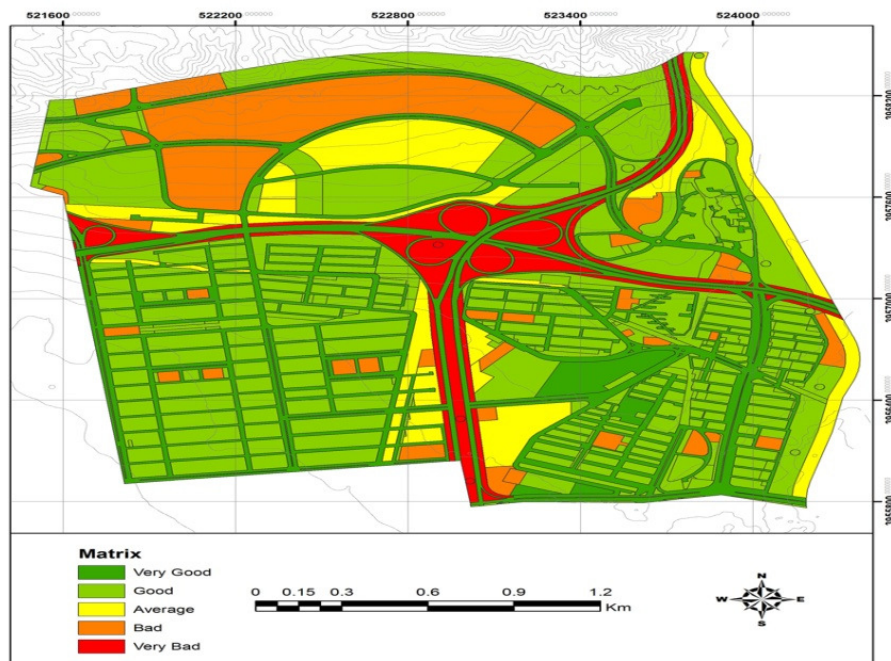 521600
522200
522800
523400
524000
Matrix
Very Good
Good
Average
Bad
Very Bad
0 0.15 0.3 0.6 0.9 1.2
Km
N
W E
S